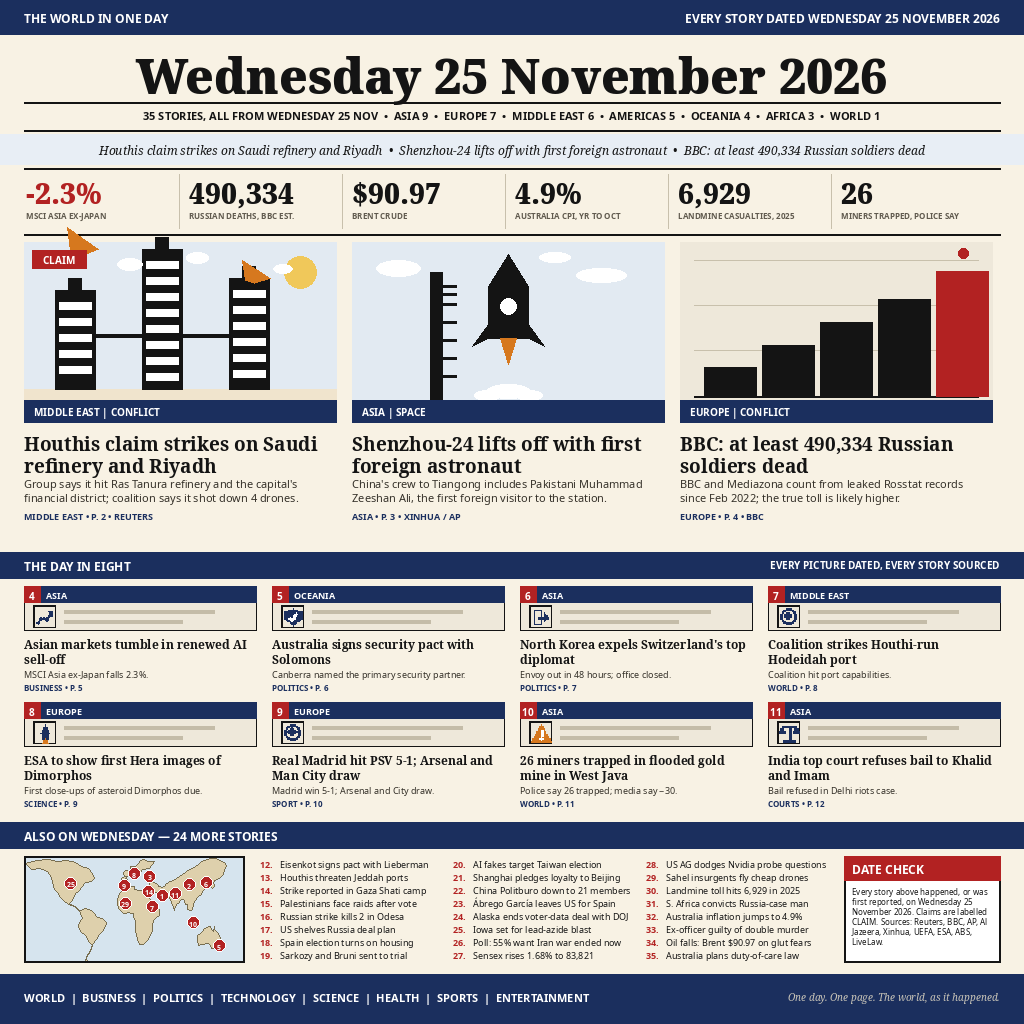 THE WORLD IN ONE DAY
EVERY STORY DATED WEDNESDAY 25 NOVEMBER 2026
Wednesday 25 November 2026
35 STORIES, ALL FROM WEDNESDAY 25 NOV • ASIA 9 • EUROPE 7 • MIDDLE EAST 6 • AMERICAS 5 • OCEANIA 4 • AFRICA 3 • WORLD 1
Houthis claim strikes on Saudi refinery and Riyadh • Shenzhou-24 lifts off with first foreign astronaut • BBC: at least 490,334 Russian soldiers dead
-2.3%
MSCI ASIA EX-JAPAN
490,334
RUSSIAN DEATHS, BBC EST.
$90.97
BRENT CRUDE
4.9%
AUSTRALIA CPI, YR TO OCT
6,929
LANDMINE CASUALTIES, 2025
26
MINERS TRAPPED, POLICE SAY
CLAIM
MIDDLE EAST | CONFLICT
Houthis claim strikes on Saudi
refinery and Riyadh
Group says it hit Ras Tanura refinery and the capital's
financial district; coalition says it shot down 4 drones.
MIDDLE EAST • P. 2 • REUTERS
ASIA | SPACE
Shenzhou-24 lifts off with first
foreign astronaut
China's crew to Tiangong includes Pakistani Muhammad
Zeeshan Ali, the first foreign visitor to the station.
ASIA • P. 3 • XINHUA / AP
EUROPE | CONFLICT
BBC: at least 490,334 Russian
soldiers dead
BBC and Mediazona count from leaked Rosstat records
since Feb 2022; the true toll is likely higher.
EUROPE • P. 4 • BBC
THE DAY IN EIGHT
EVERY PICTURE DATED, EVERY STORY SOURCED
4 ASIA
Asian markets tumble in renewed AI
sell-off
MSCI Asia ex-Japan falls 2.3%.
BUSINESS • P. 5
5 OCEANIA
Australia signs security pact with
Solomons
Canberra named the primary security partner.
POLITICS • P. 6
6 ASIA
North Korea expels Switzerland's top
diplomat
Envoy out in 48 hours; office closed.
POLITICS • P. 7
7 MIDDLE EAST
Coalition strikes Houthi-run
Hodeidah port
Coalition hit port capabilities.
WORLD • P. 8
8 EUROPE
ESA to show first Hera images of
Dimorphos
First close-ups of asteroid Dimorphos due.
SCIENCE • P. 9
9 EUROPE
Real Madrid hit PSV 5-1; Arsenal and
Man City draw
Madrid win 5-1; Arsenal and City draw.
SPORT • P. 10
10 ASIA
26 miners trapped in flooded gold
mine in West Java
Police say 26 trapped; media say ~30.
WORLD • P. 11
11 ASIA
India top court refuses bail to Khalid
and Imam
Bail refused in Delhi riots case.
COURTS • P. 12
ALSO ON WEDNESDAY — 24 MORE STORIES
25
8
3
9
14
1
11
2
6
29
7
10
5
12. Eisenkot signs pact with Lieberman
13. Houthis threaten Jeddah ports
14. Strike reported in Gaza Shati camp
15. Palestinians face raids after vote
16. Russian strike kills 2 in Odesa
17. US shelves Russia deal plan
18. Spain election turns on housing
19. Sarkozy and Bruni sent to trial
20. AI fakes target Taiwan election
21. Shanghai pledges loyalty to Beijing
22. China Politburo down to 21 members
23. Ábrego García leaves US for Spain
24. Alaska ends voter-data deal with DOJ
25. Iowa set for lead-azide blast
26. Poll: 55% want Iran war ended now
27. Sensex rises 1.68% to 83,821
28. US AG dodges Nvidia probe questions
29. Sahel insurgents fly cheap drones
30. Landmine toll hits 6,929 in 2025
31. S. Africa convicts Russia-case man
32. Australia inflation jumps to 4.9%
33. Ex-officer guilty of double murder
34. Oil falls: Brent $90.97 on glut fears
35. Australia plans duty-of-care law
DATE CHECK
Every story above happened, or was
first reported, on Wednesday 25
November 2026. Claims are labelled
CLAIM. Sources: Reuters, BBC, AP, Al
Jazeera, Xinhua, UEFA, ESA, ABS,
LiveLaw.
WORLD | BUSINESS | POLITICS | TECHNOLOGY | SCIENCE | HEALTH | SPORTS | ENTERTAINMENT
One day. One page. The world, as it happened.